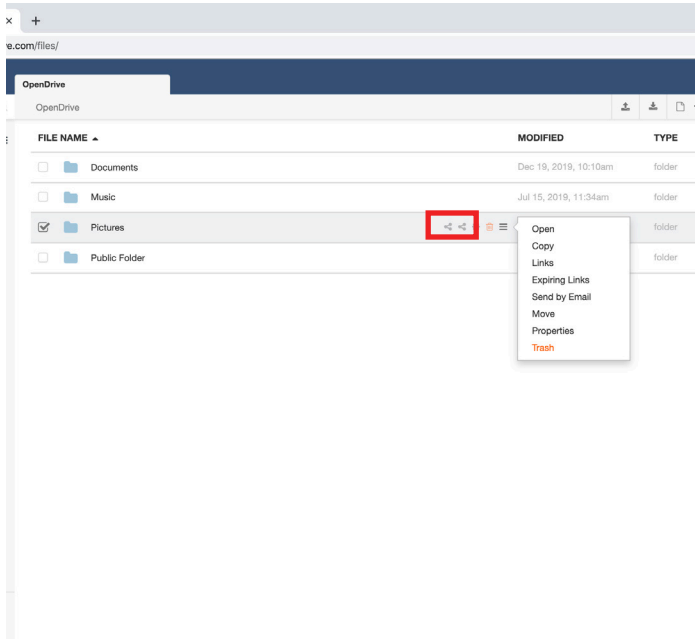 ve.com/files/
OpenDrive
OpenDrive
FILE NAME MODIFIED TYPE
Documents Dec 19, 2019, 10:10am folder
Music Jul 15, 2019, 11:34am folder
Pictures folder
Public Folder folder
Open
Copy
Links
Expiring Links
Send by Email
Move
Properties
Trash